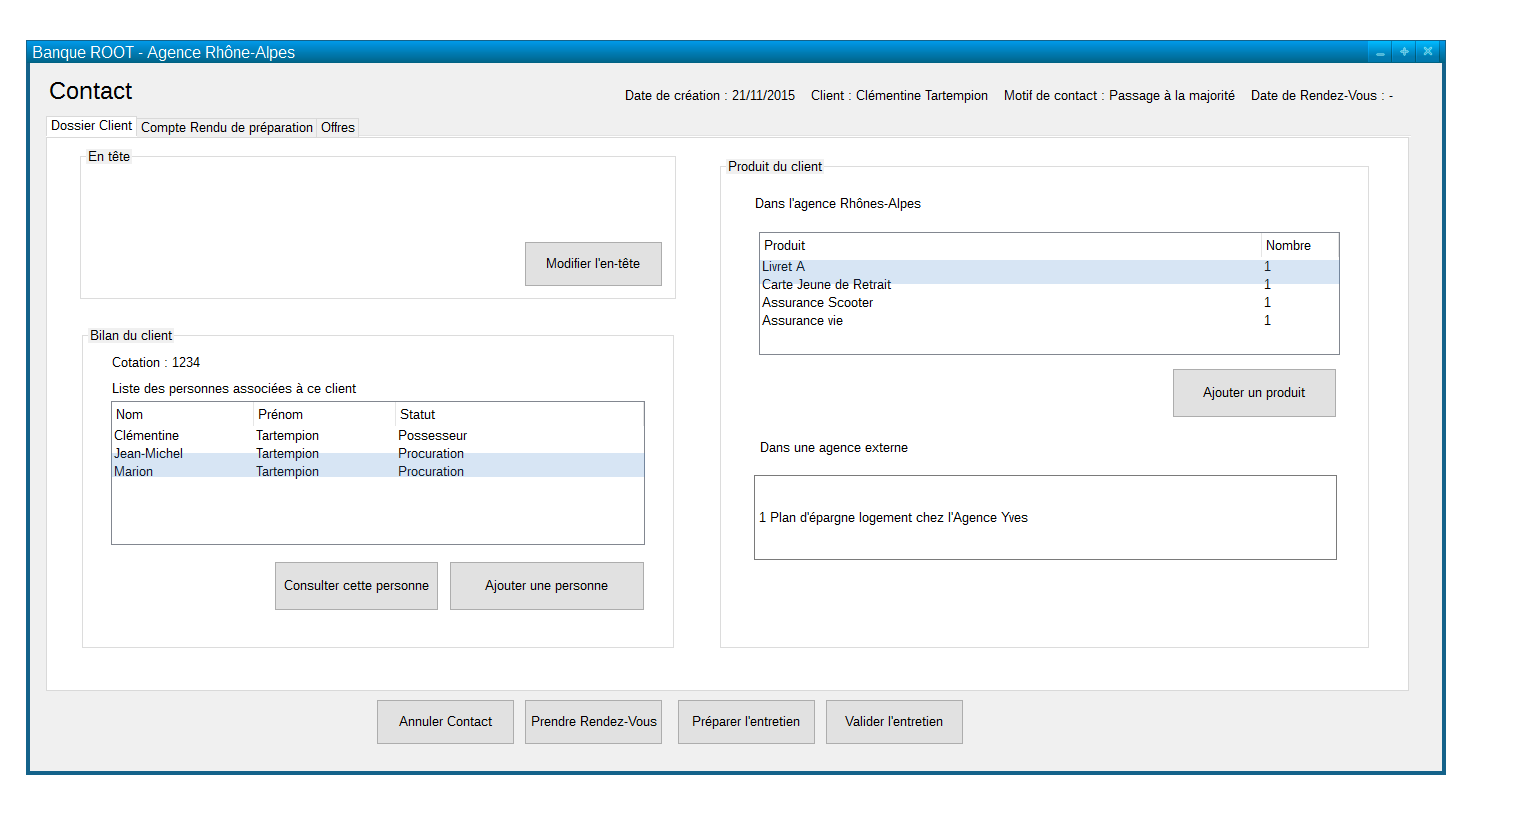 Banque ROOT - Agence Rhône-Alpes
Contact
Date de création : 21/11/2015 Client : Clémentine Tartempion Motif de contact : Passage à la majorité Date de Rendez-Vous : -
Dossier Client Compte Rendu de préparation Offres
En tête
Modifier l'en-tête
Bilan du client
Cotation : 1234
Liste des personnes associées à ce client
Nom Prénom Statut
Clémentine Tartempion Possesseur
Jean-Michel Tartempion Procuration
Marion Tartempion Procuration
Consulter cette personne Ajouter une personne
Produit du client
Dans l'agence Rhônes-Alpes
Produit Nombre
Livret A 1
Carte Jeune de Retrait 1
Assurance Scooter 1
Assurance vie 1
Ajouter un produit
Dans une agence externe
1 Plan d'épargne logement chez l'Agence Yves
Annuler Contact Prendre Rendez-Vous Préparer l'entretien Valider l'entretien